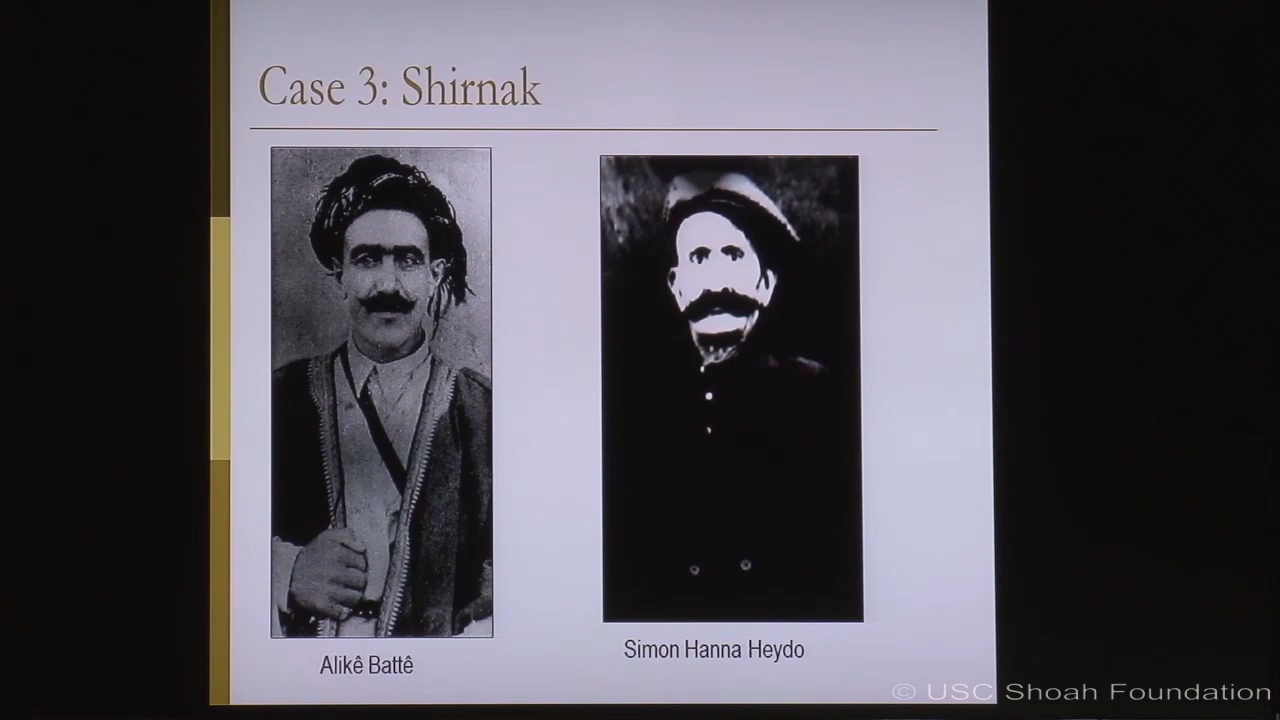 Case 3: Shirnak
Alikê Battê
Simon Hanna Heydo
© USC Shoah Foundation